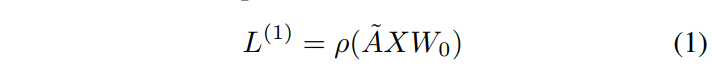 L^{(1)} = ρ(ÃXW_0) (1)